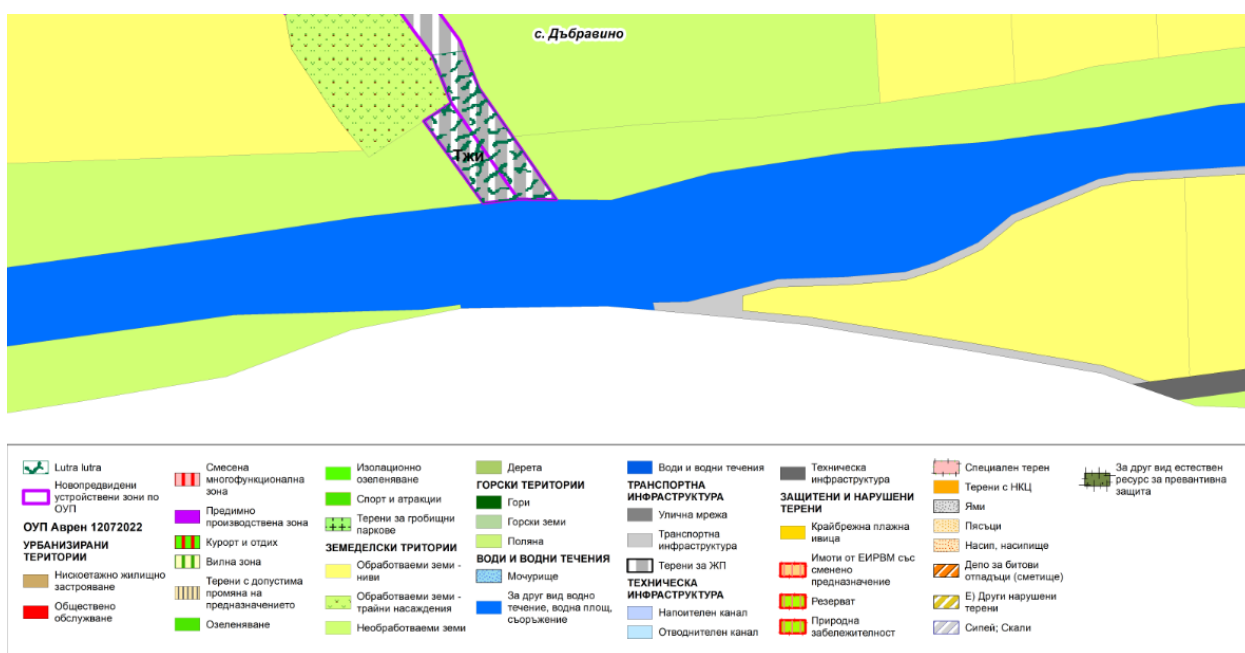 с. Дъбравино
Тжи
Lutra lutra
Новопредвидени
устройствени зони по
ОУП
ОУП Аврен 12072022
УРБАНИЗИРАНИ
ТЕРИТОРИИ
Нискоетажно жилищно
застрояване
Обществено
обслужване
Смесена
многофункционална
зона
Предимно
производствена зона
Курорт и отдих
Вилна зона
Терени с допустима
промяна на
предназначението
Озеленяване
Изолационно
озеленяване
Спорт и атракции
Терени за гробищни
паркове
ЗЕМЕДЕЛСКИ ТРИТОРИИ
Обработваеми земи -
ниви
Обработваеми земи -
трайни насаждения
Необработваеми земи
Дерета
ГОРСКИ ТЕРИТОРИИ
Гори
Горски земи
Поляна
ВОДИ И ВОДНИ ТЕЧЕНИЯ
Мочурище
За друг вид водно
течение, водна площ,
съоръжение
Води и водни течения
ТРАНСПОРТНА
ИНФРАСТРУКТУРА
Улична мрежа
Транспортна
инфраструктура
Терени за ЖП
ТЕХНИЧЕСКА
ИНФРАСТРУКТУРА
Напоителен канал
Отводнителен канал
Техническа
инфраструктура
ЗАЩИТЕНИ И НАРУШЕНИ
ТЕРЕНИ
Крайбрежна плажна
ивица
Имоти от ЕИРВМ със
сменено
предназначение
Резерват
Природна
забележителност
Специален терен
Терени с НКЦ
Ями
Пясъци
Насип, насипище
Депо за битови
отпадъци (сметище)
Е) Други нарушени
терени
Сипей; Скали
За друг вид естествен
ресурс за превантивна
защита